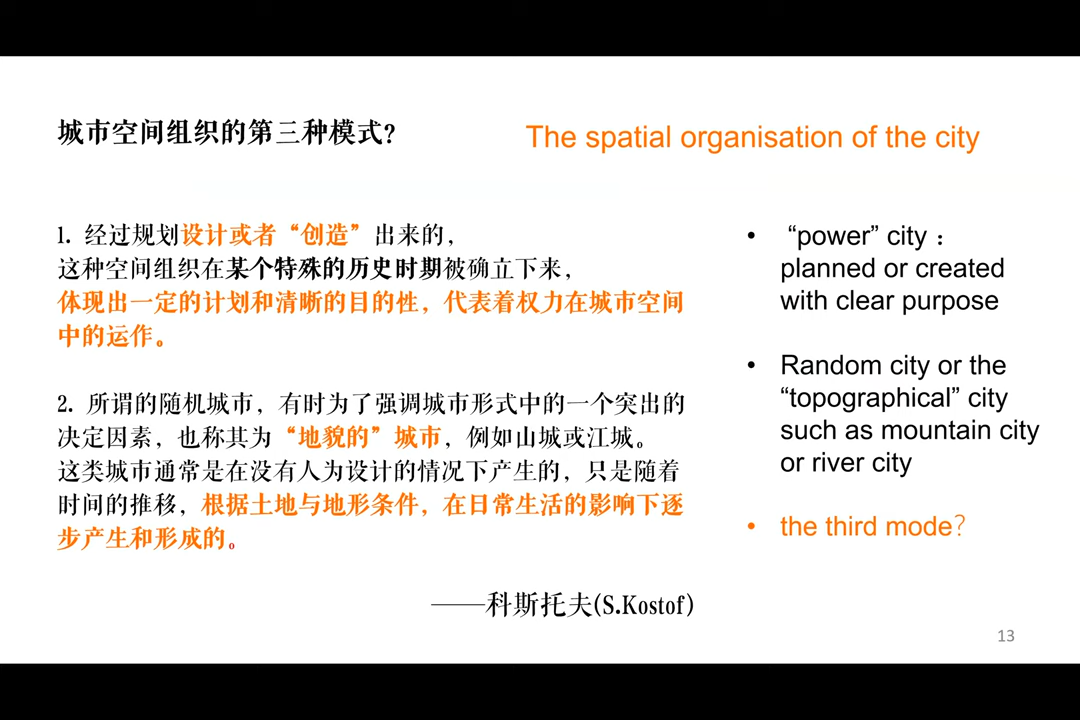 城市空间组织的第三种模式?
The spatial organisation of the city
1. 经过规划设计或者“创造”出来的，
这种空间组织在某个特殊的历史时期被确立下来，
体现出一定的计划和清晰的目的性，代表着权力在城市空间
中的运作。
2. 所谓的随机城市，有时为了强调城市形式中的一个突出的
决定因素，也称其为“地貌的”城市，例如山城或江城。
这类城市通常是在没有人为设计的情况下产生的，只是随着
时间的推移，根据土地与地形条件，在日常生活的影响下逐
步产生和形成的。
——科斯托夫(S.Kostof)
• “power” city ：
planned or created
with clear purpose
• Random city or the
“topographical” city
such as mountain city
or river city
• the third mode？
13